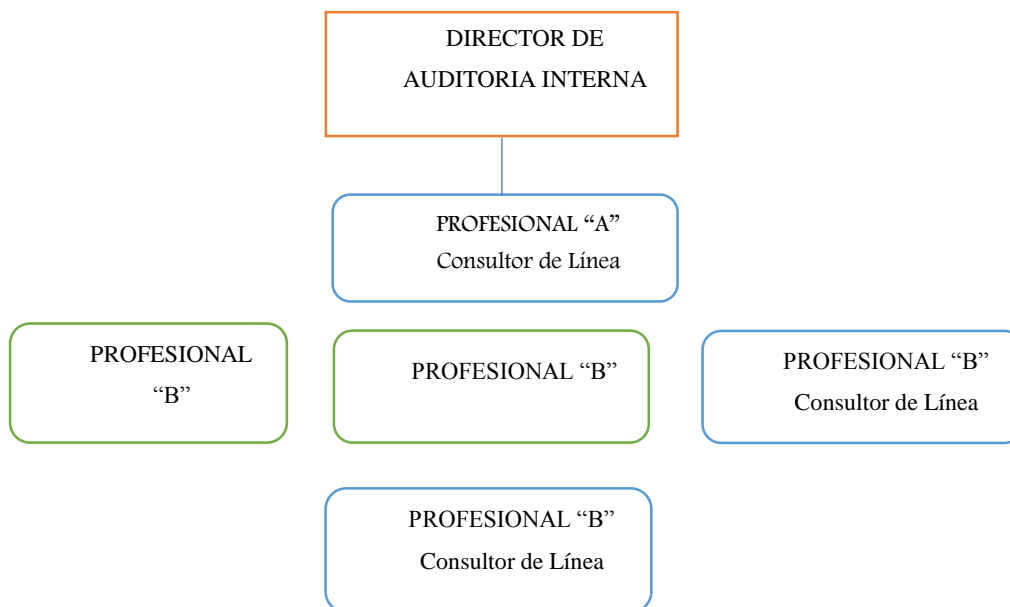 DIRECTOR DE
AUDITORIA INTERNA
PROFESIONAL “A”
Consultor de Línea
PROFESIONAL
“B”
PROFESIONAL “B”
PROFESIONAL “B”
Consultor de Línea
PROFESIONAL “B”
Consultor de Línea